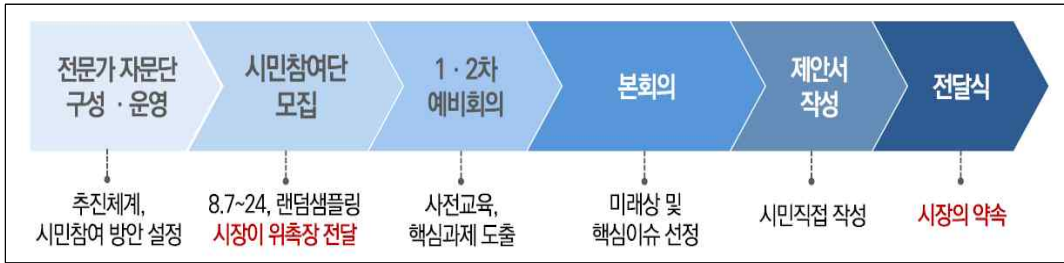 전문가 자문단
구성 · 운영
시민참여단
모집
1 · 2차
예비회의
본회의
제안서
작성
전달식
추진체계,
시민참여 방안 설정
8.7~24, 랜덤샘플링
시장이 위촉장 전달
사전교육,
핵심과제 도출
미래상 및
핵심이슈 선정
시민직접 작성
시장의 약속